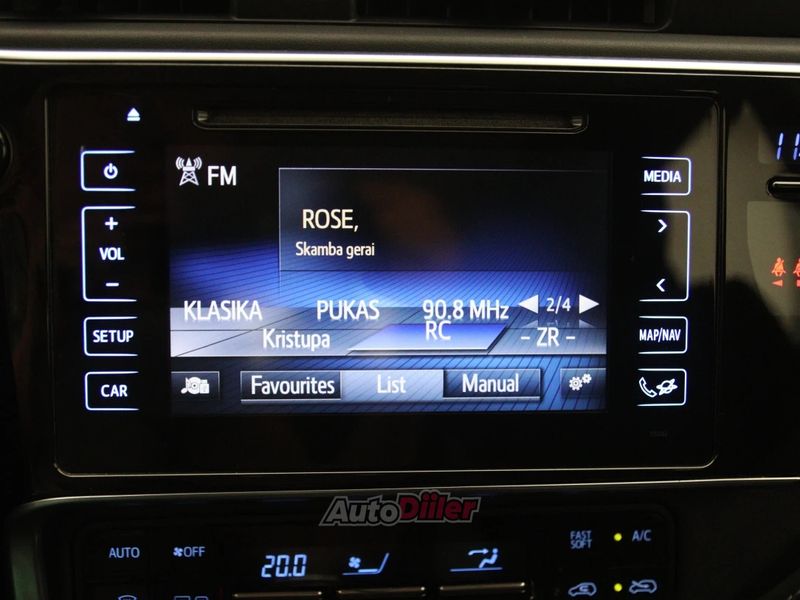 FM
MEDIA
ROSE,
Skamba gerai
VOL
KLASIKA PUKAS 90.8 MHz 2/4
Kristupa RC - ZR -
SETUP
MAP/NAV
CAR
Favourites List Manual
AutoDiiler
AUTO OFF
20.0
FAST
SOFT
A/C